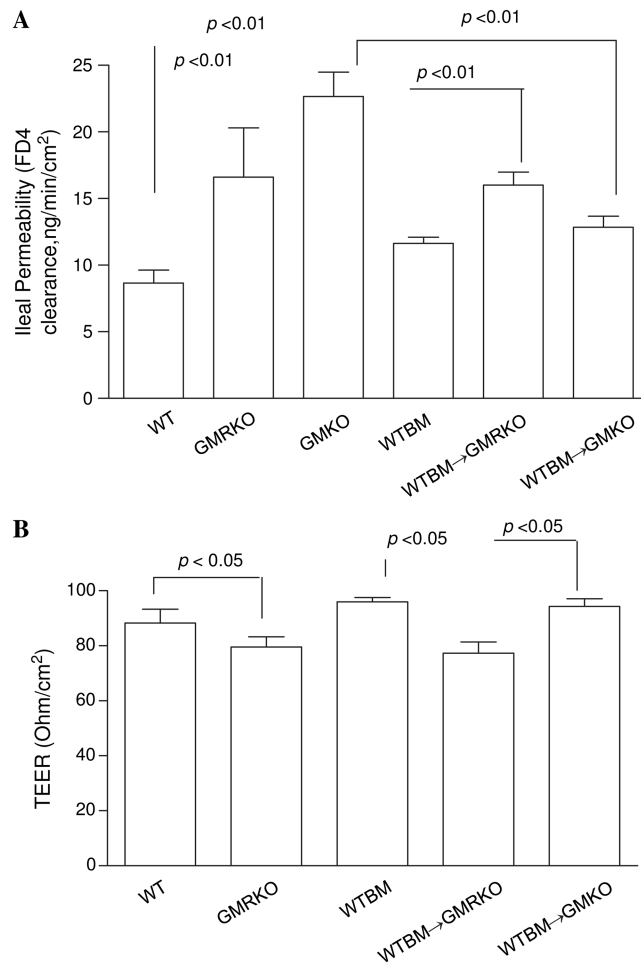 A
p <0.01
p <0.01
p <0.01
p <0.01
Ileal Permeability (FD4
clearance,ng/min/cm2)
25
20
15
10
5
0
WT
GMRKO
GMKO
WTBM
WTBM→GMRKO
WTBM→GMKO
B
p < 0.05
p <0.05
p <0.05
TEER (Ohm/cm2)
100
80
60
40
20
0
WT
GMRKO
WTBM
WTBM→GMRKO
WTBM→GMKO